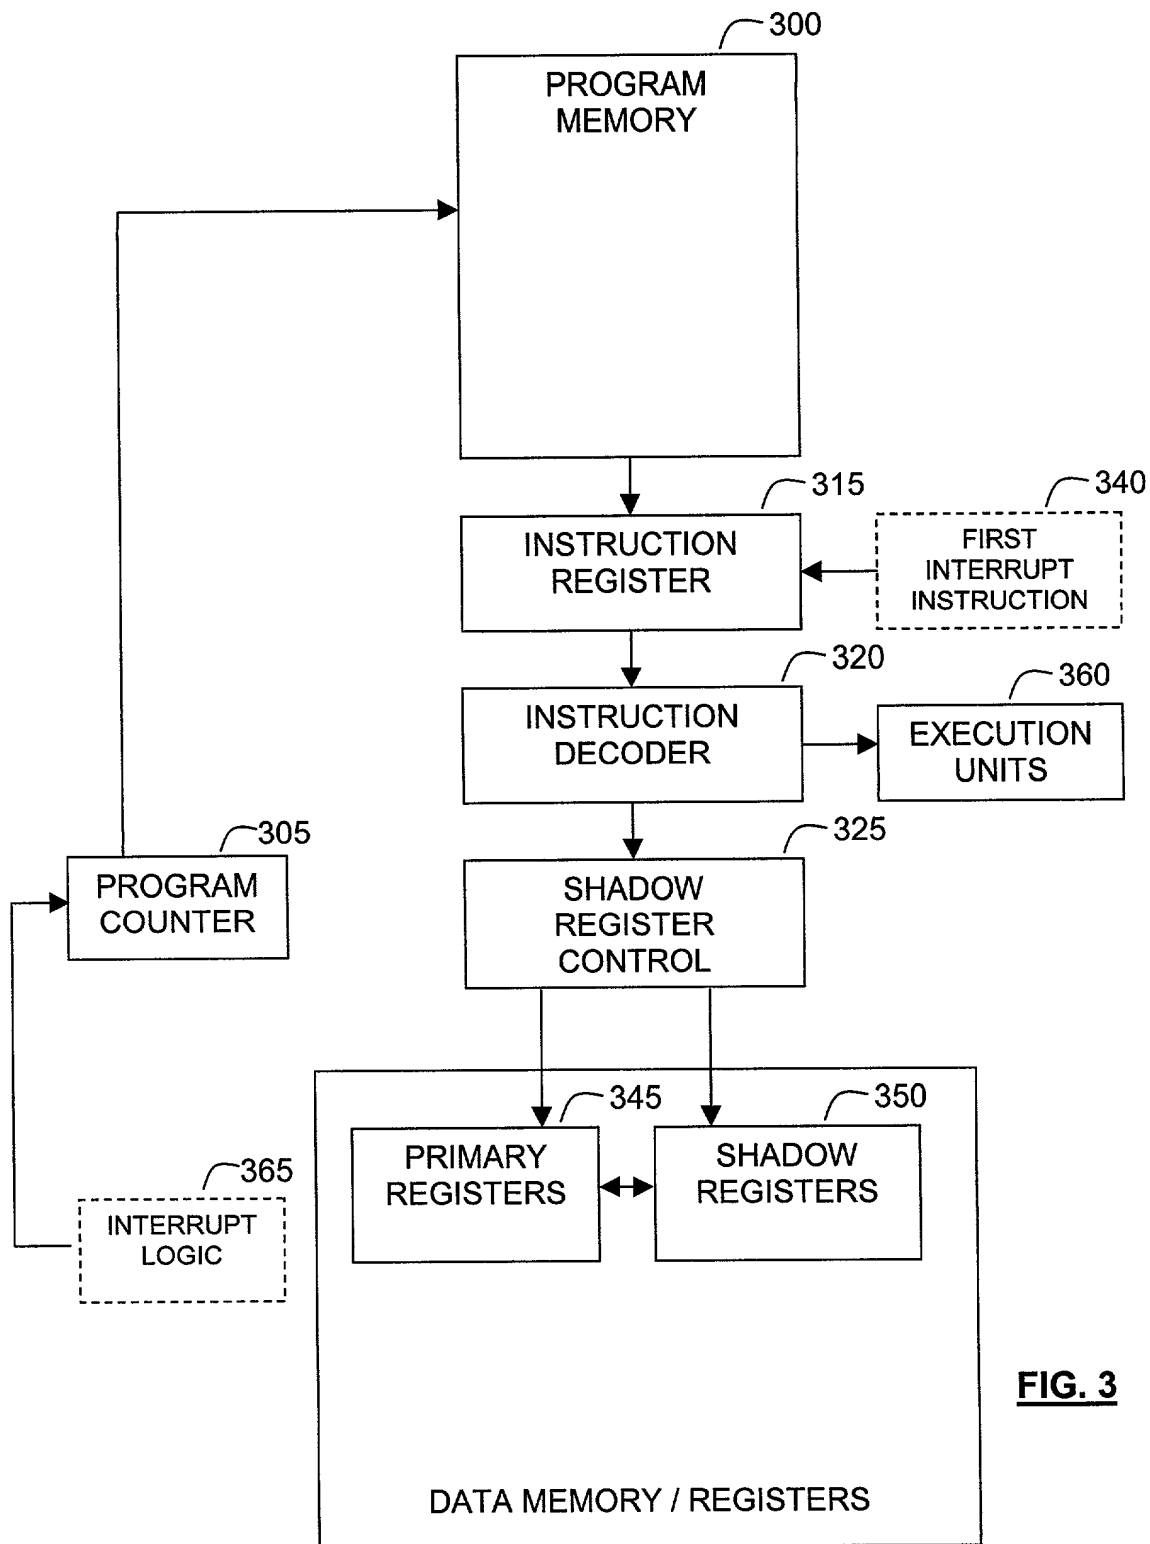 300
PROGRAM
MEMORY
315
INSTRUCTION
REGISTER
340
FIRST
INTERRUPT
INSTRUCTION
320
INSTRUCTION
DECODER
360
EXECUTION
UNITS
305
PROGRAM
COUNTER
325
SHADOW
REGISTER
CONTROL
345
PRIMARY
REGISTERS
350
SHADOW
REGISTERS
365
INTERRUPT
LOGIC
FIG. 3
DATA MEMORY / REGISTERS